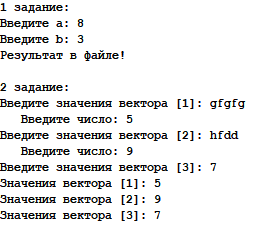 1 задание:
Введите a: 8
Введите b: 3
Результат в файле!
2 задание:
Введите значения вектора [1]: gfgfg
Введите число: 5
Введите значения вектора [2]: hfdd
Введите число: 9
Введите значения вектора [3]: 7
Значения вектора [1]: 5
Значения вектора [2]: 9
Значения вектора [3]: 7